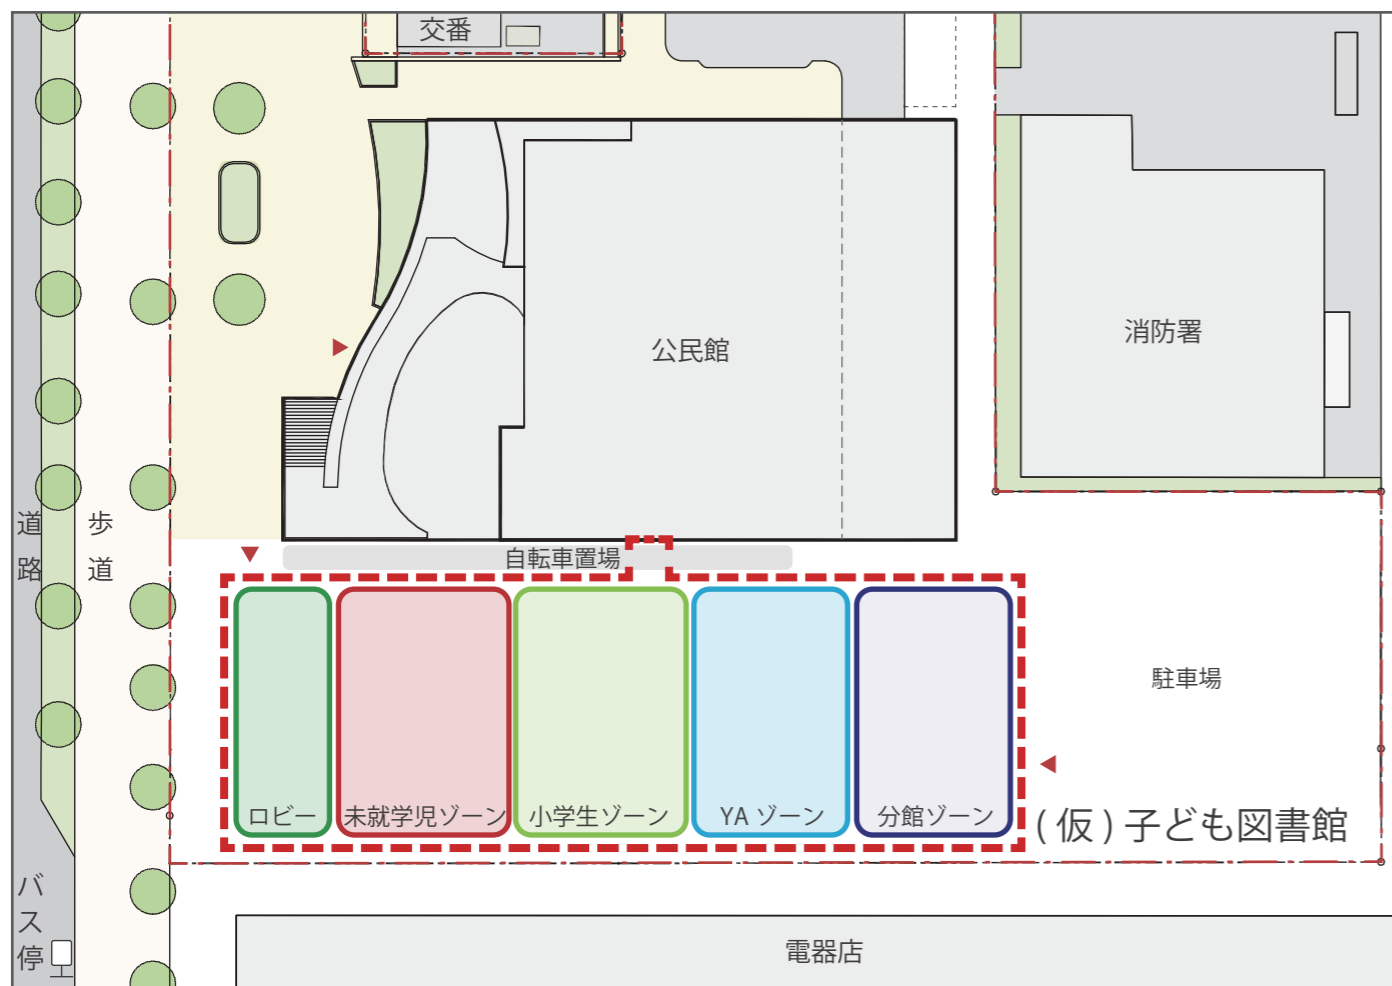 交番
公民館
消防署
道路
歩道
自転車置場
駐車場
ロビー
未就学児ゾーン
小学生ゾーン
YA ゾーン
分館ゾーン
( 仮 ) 子ども図書館
バス停
電器店